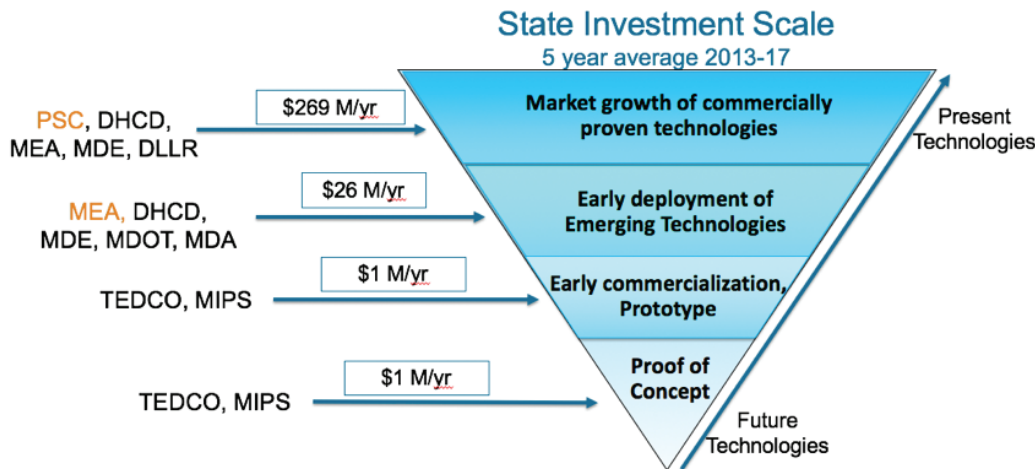 State Investment Scale
5 year average 2013-17
$269 M/yr
PSC, DHCD,
MEA, MDE, DLLR
Market growth of commercially
proven technologies
Present
Technologies
$26 M/yr
MEA, DHCD,
MDE, MDOT, MDA
Early deployment of
Emerging Technologies
$1 M/yr
TEDCO, MIPS
Early commercialization,
Prototype
$1 M/yr
TEDCO, MIPS
Proof of
Concept
Future
Technologies